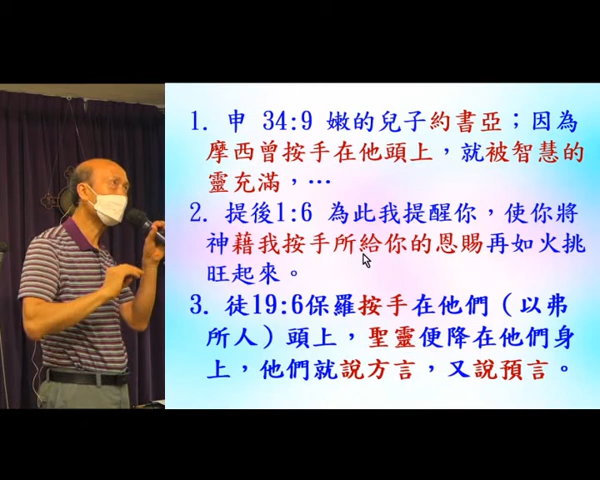 1. 申 34:9 嫩的兒子約書亞；因為
摩西曾按手在他頭上，就被智慧的
靈充滿，…
2. 提後1:6 為此我提醒你，使你將
神藉我按手所給你的恩賜再如火挑
旺起來。
3. 徒19:6保羅按手在他們（以弗
所人）頭上，聖靈便降在他們身
上，他們就說方言，又說預言。